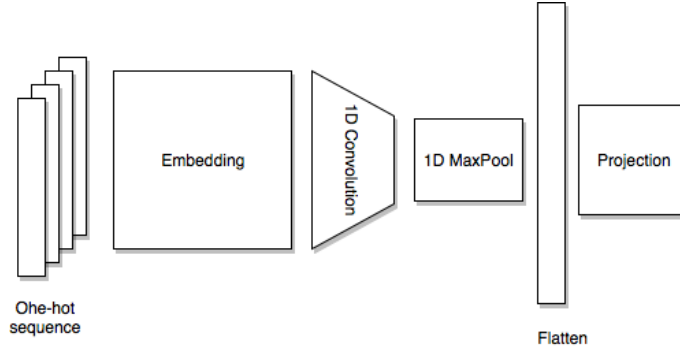 Ohe-hot
sequence
Embedding
1D Convolution
1D MaxPool
Flatten
Projection